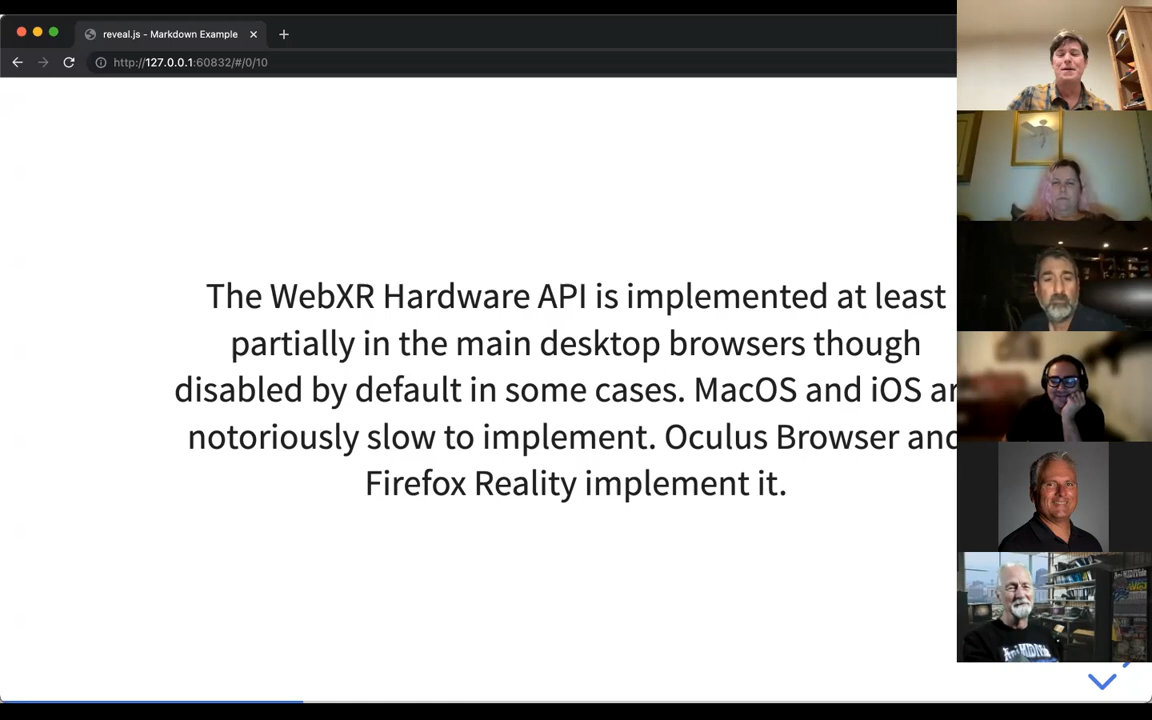 reveal.js - Markdown Example
http://127.0.0.1:60832/#/0/10
The WebXR Hardware API is implemented at least
partially in the main desktop browsers though
disabled by default in some cases. MacOS and iOS
notoriously slow to implement. Oculus Browser and
Firefox Reality implement it.